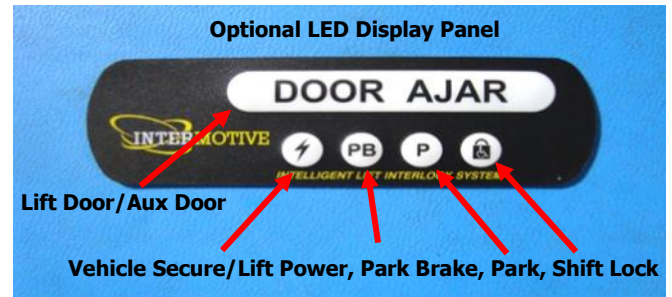 Optional LED Display Panel
DOOR AJAR
INTERMOTIVE
PB P
INTELLIGENT LIFT INTERLOCK SYSTEM
Lift Door/Aux Door
Vehicle Secure/Lift Power, Park Brake, Park, Shift Lock